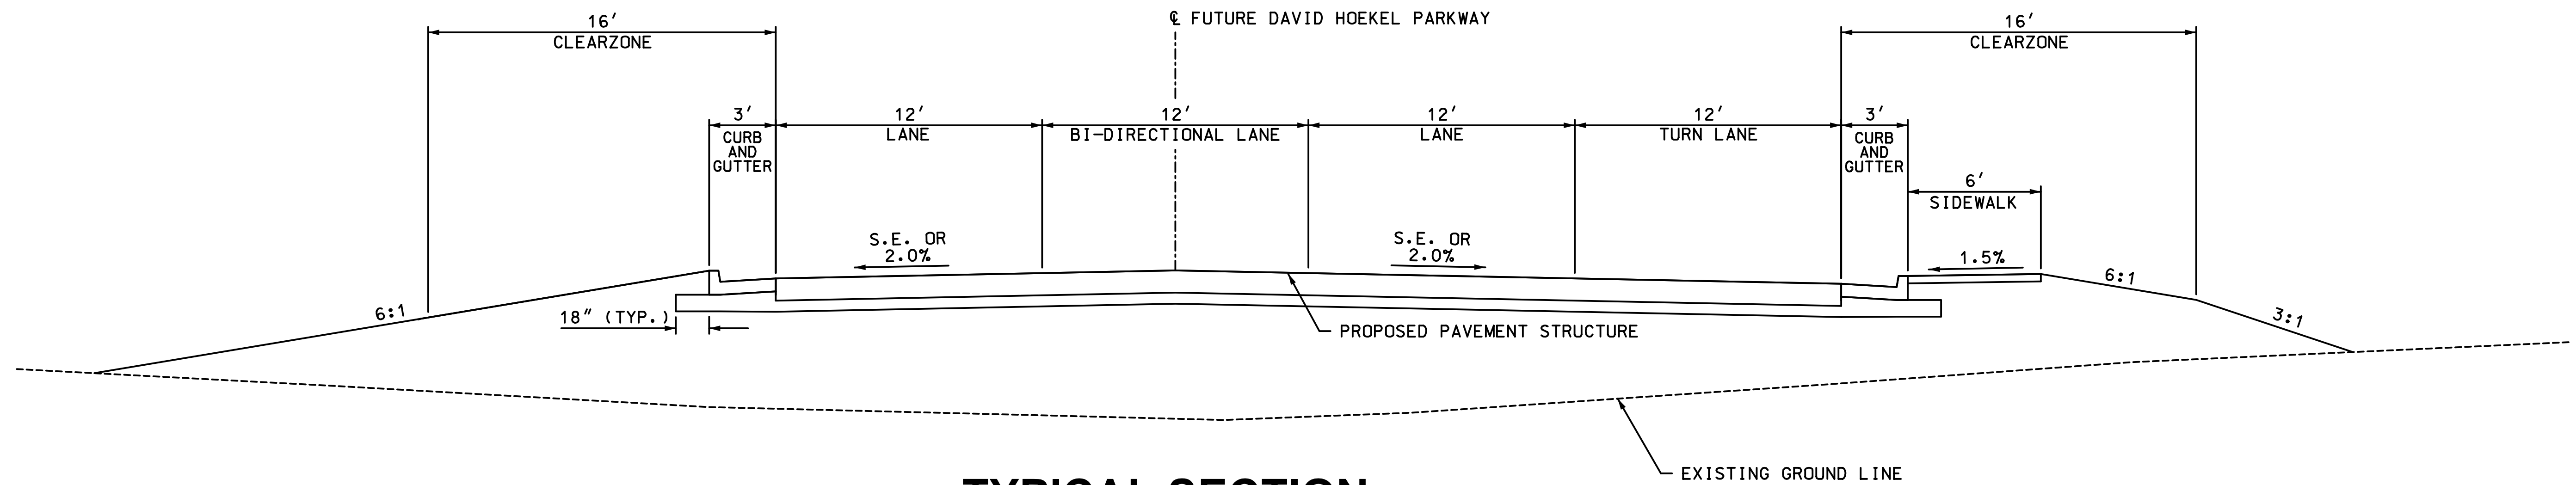 ℄ FUTURE DAVID HOEKEL PARKWAY
16'
CLEARZONE
16'
CLEARZONE
3'
CURB
AND
GUTTER
12'
LANE
12'
BI-DIRECTIONAL LANE
12'
LANE
12'
TURN LANE
3'
CURB
AND
GUTTER
6'
SIDEWALK
S.E. OR
2.0%
S.E. OR
2.0%
1.5%
6:1
6:1
3:1
18" (TYP.)
PROPOSED PAVEMENT STRUCTURE
EXISTING GROUND LINE
TYPICAL SECTION